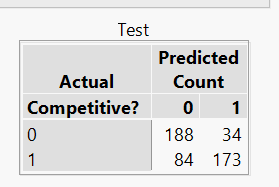 Test
Predicted
Actual Count
Competitive? 0 1
0 188 34
1 84 173